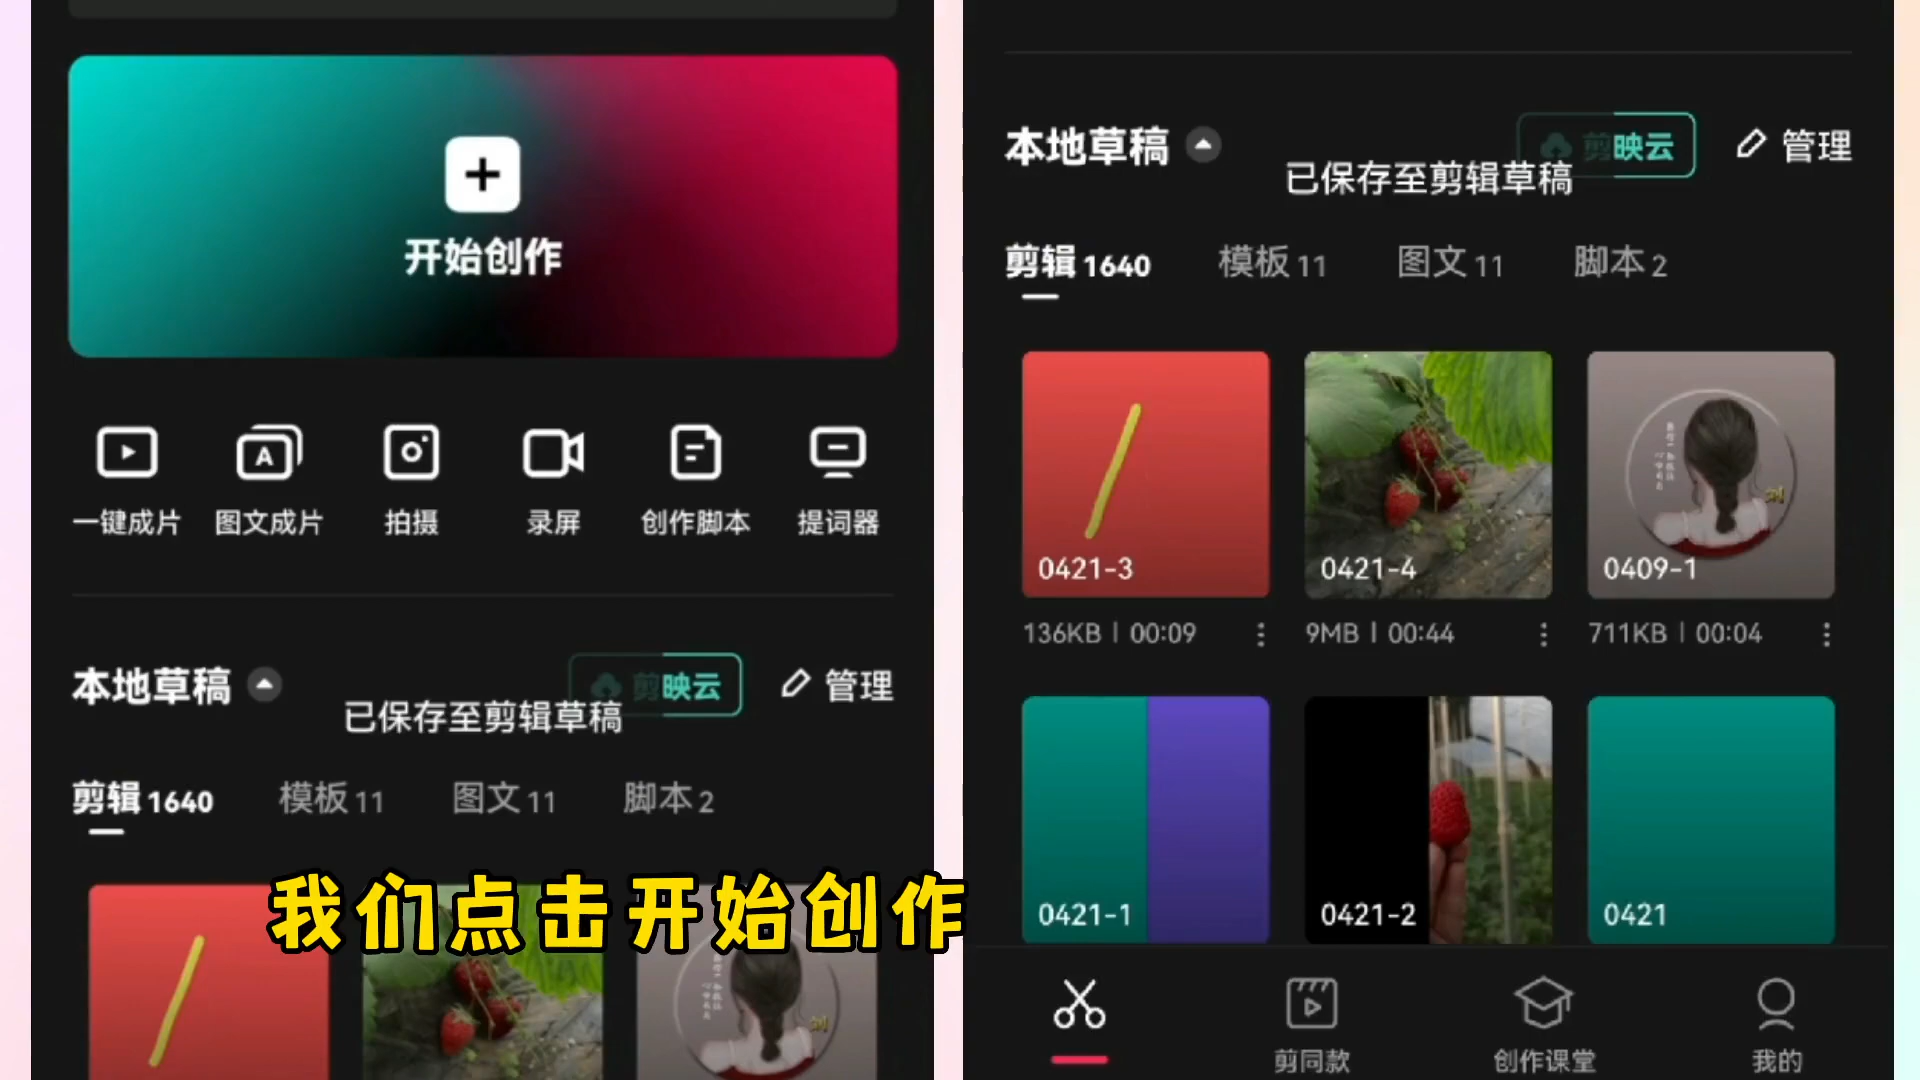 开始创作
一键成片
图文成片
拍摄
录屏
创作脚本
提词器
本地草稿
剪映云
管理
已保存至剪辑草稿
剪辑 1640
模板 11
图文 11
脚本 2
我们点击开始创作
本地草稿
剪映云
管理
已保存至剪辑草稿
剪辑 1640
模板 11
图文 11
脚本 2
0421-3
0421-4
0409-1
136KB | 00:09
9MB | 00:44
711KB | 00:04
0421-1
0421-2
0421
剪同款
创作课堂
我的